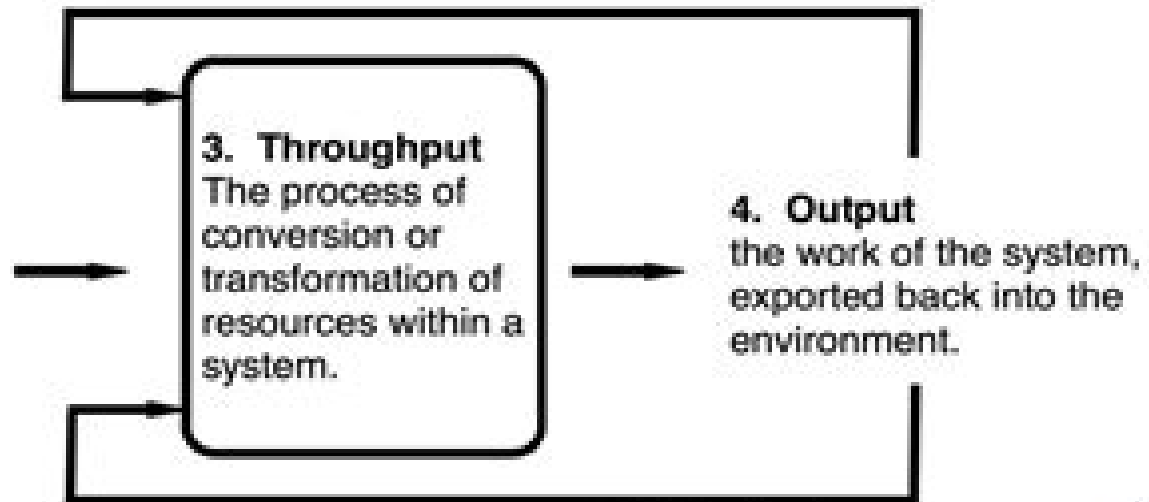 3. Throughput
The process of
conversion or
transformation of
resources within a
system.
4. Output
the work of the system,
exported back into the
environment.